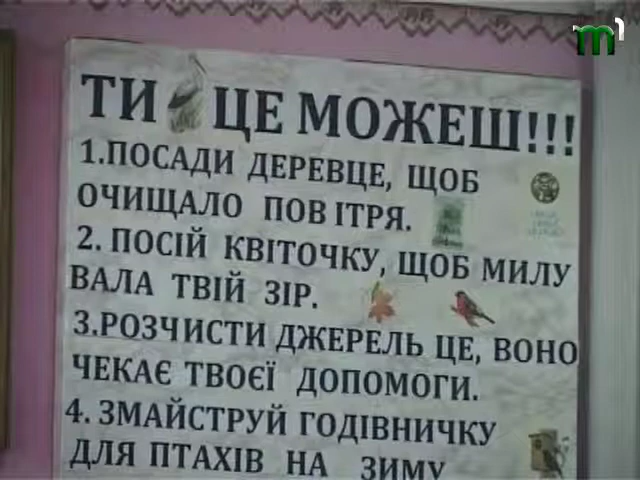 m1
ТИ ЦЕ МОЖЕШ!!!
1.ПОСАДИ ДЕРЕВЦЕ, ЩОБ
ОЧИЩАЛО ПОВ ІТРЯ.
2. ПОСІЙ КВІТОЧКУ, ЩОБ МИЛУ
ВАЛА ТВІЙ ЗІР.
3.РОЗЧИСТИ ДЖЕРЕЛЬ ЦЕ, ВОНО
ЧЕКАЄ ТВОЄЇ ДОПОМОГИ.
4. ЗМАЙСТРУЙ ГОДІВНИЧКУ
ДЛЯ ПТАХІВ НА ЗИМУ